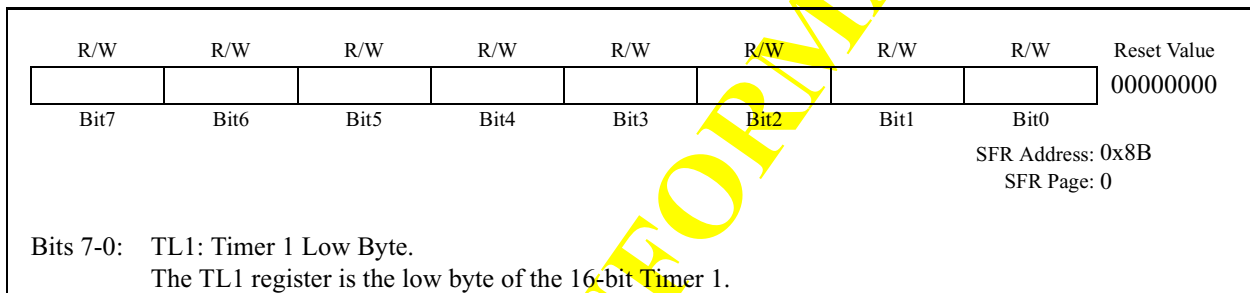 R/W R/W R/W R/W R/W R/W R/W R/W Reset Value
00000000
Bit7 Bit6 Bit5 Bit4 Bit3 Bit2 Bit1 Bit0
SFR Address: 0x8B
SFR Page: 0
Bits 7-0: TL1: Timer 1 Low Byte.
The TL1 register is the low byte of the 16-bit Timer 1.